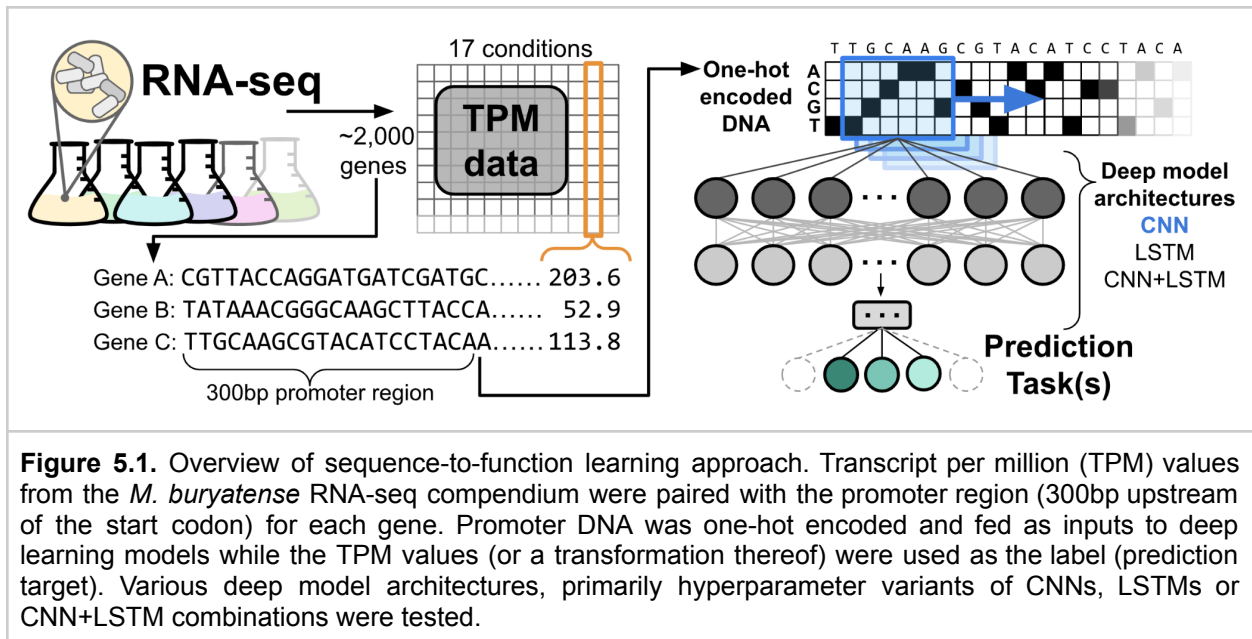 RNA-seq
17 conditions
~2,000
genes
TPM
data
Gene A: CGTTACCAGGATGATCGATGC...... 203.6
Gene B: TATAAACGGGCAAGCTTACCA...... 52.9
Gene C: TTGCAAGCGTACATCCTACAA...... 113.8
300bp promoter region
T T G C A A G C G T A C A T C C T A C A
One-hot
encoded
DNA
A
C
G
T
Deep model
architectures
CNN
LSTM
CNN+LSTM
Prediction
Task(s)
Figure 5.1. Overview of sequence-to-function learning approach. Transcript per million (TPM) values
from the M. buryatense RNA-seq compendium were paired with the promoter region (300bp upstream
of the start codon) for each gene. Promoter DNA was one-hot encoded and fed as inputs to deep
learning models while the TPM values (or a transformation thereof) were used as the label (prediction
target). Various deep model architectures, primarily hyperparameter variants of CNNs, LSTMs or
CNN+LSTM combinations were tested.